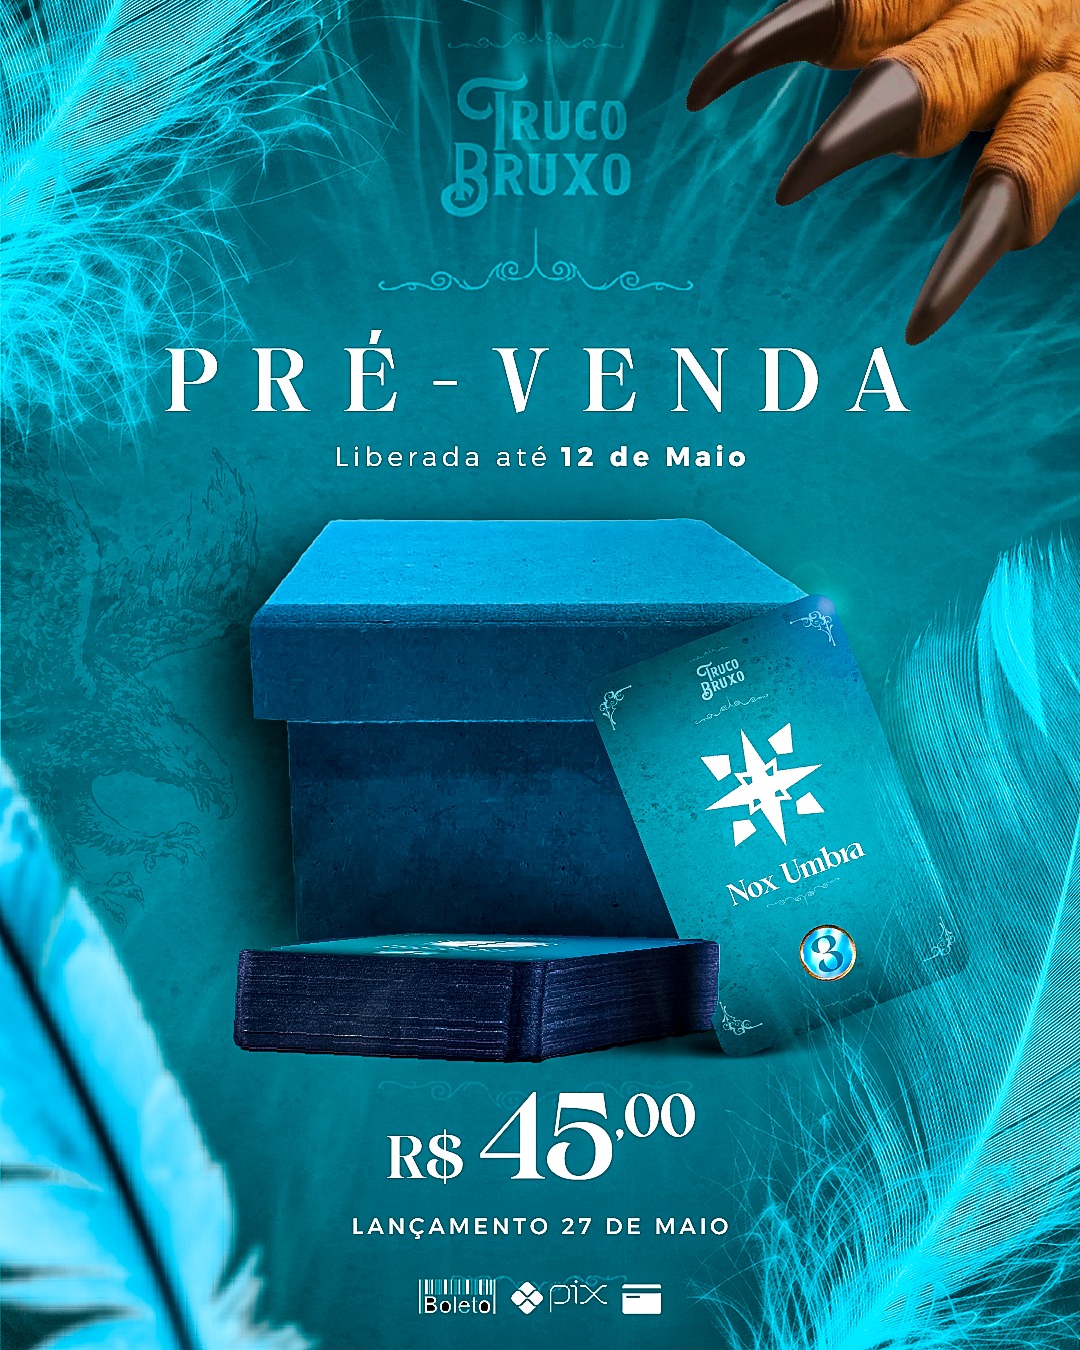 TRUCO
BRUXO
PRÉ-VENDA
Liberada até 12 de Maio
TRUCO
BRUXO
Nox Umbra
8
R$ 45,00
LANÇAMENTO 27 DE MAIO
Boleto pix